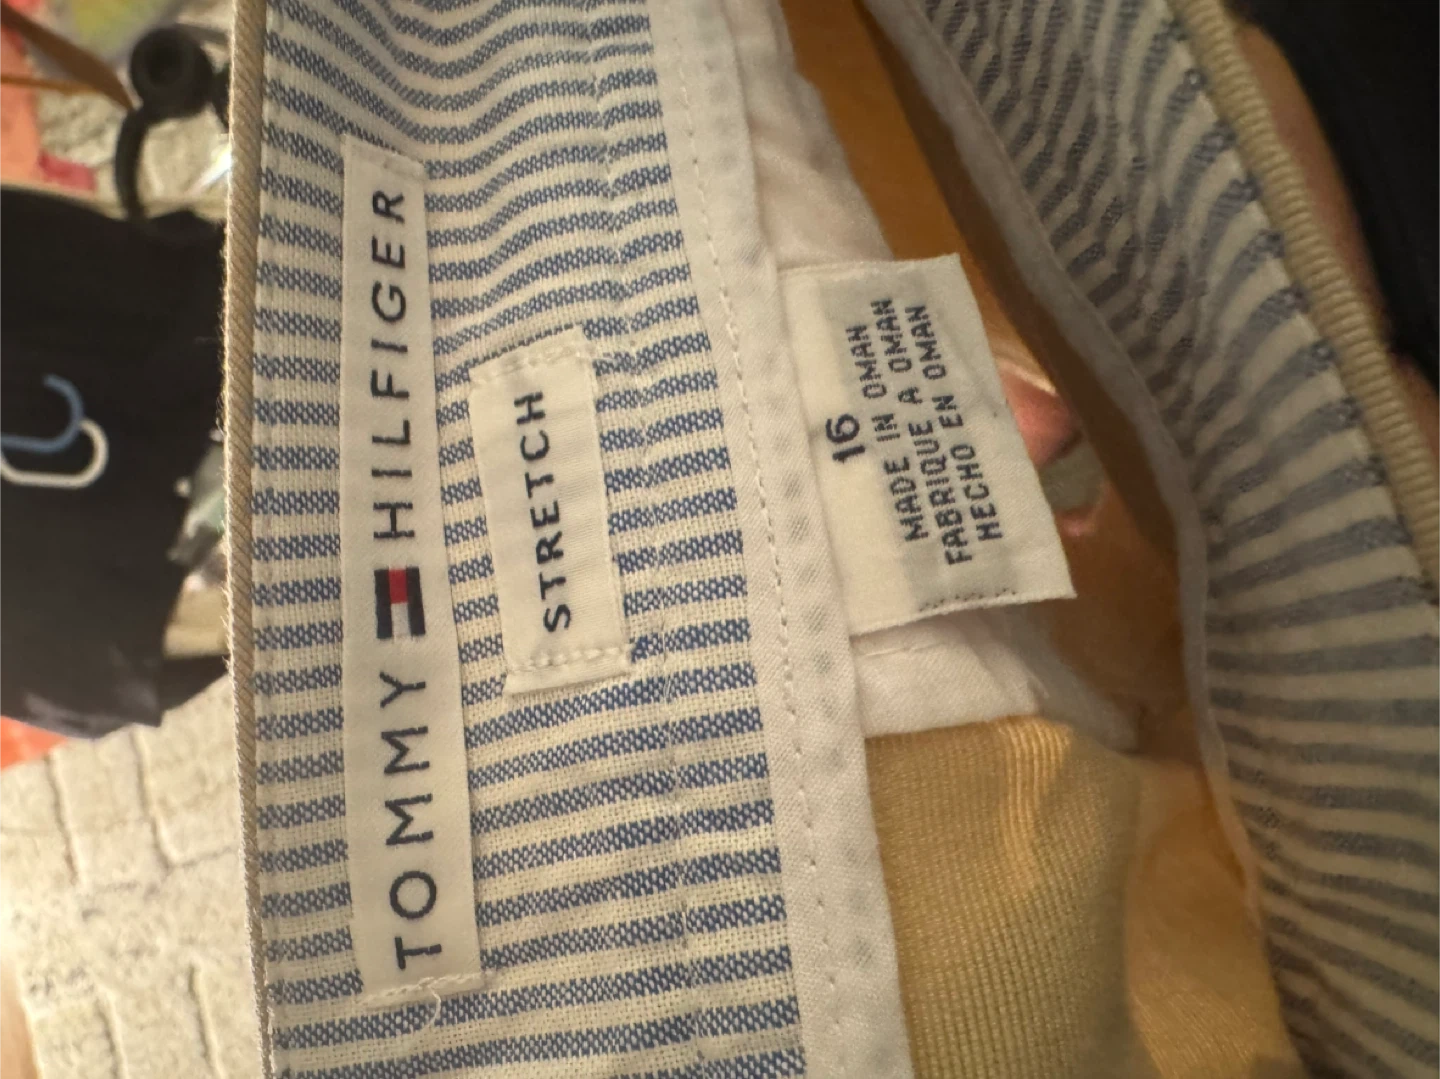 TOMMY HILFIGER
STRETCH
16
MADE IN OMAN
FABRIQUE A OMAN
HECHO EN OMAN